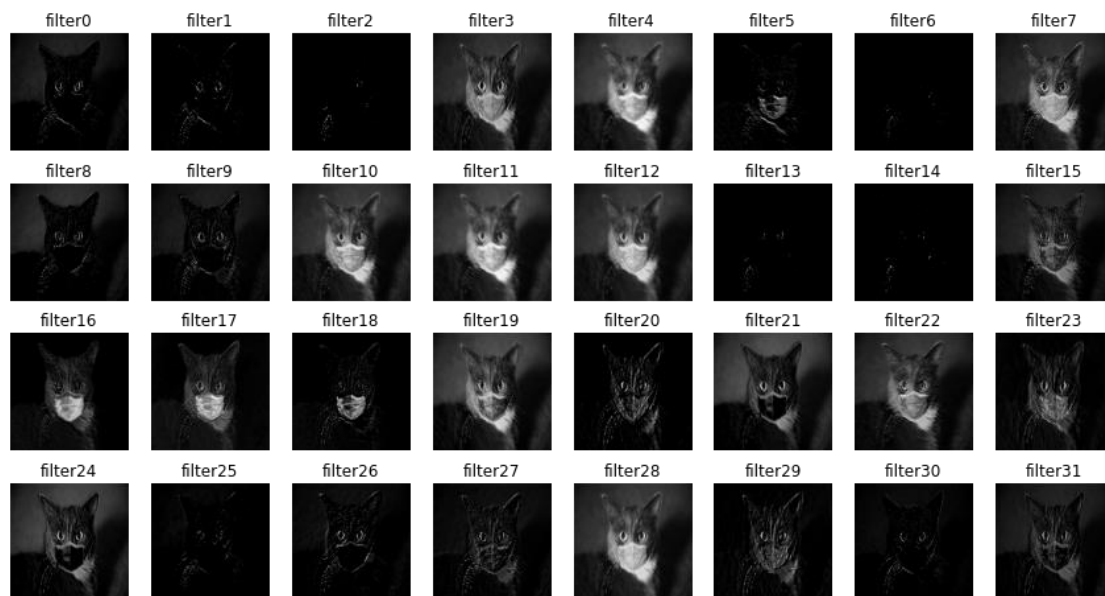 filter0 filter1 filter2 filter3 filter4 filter5 filter6 filter7
filter8 filter9 filter10 filter11 filter12 filter13 filter14 filter15
filter16 filter17 filter18 filter19 filter20 filter21 filter22 filter23
filter24 filter25 filter26 filter27 filter28 filter29 filter30 filter31